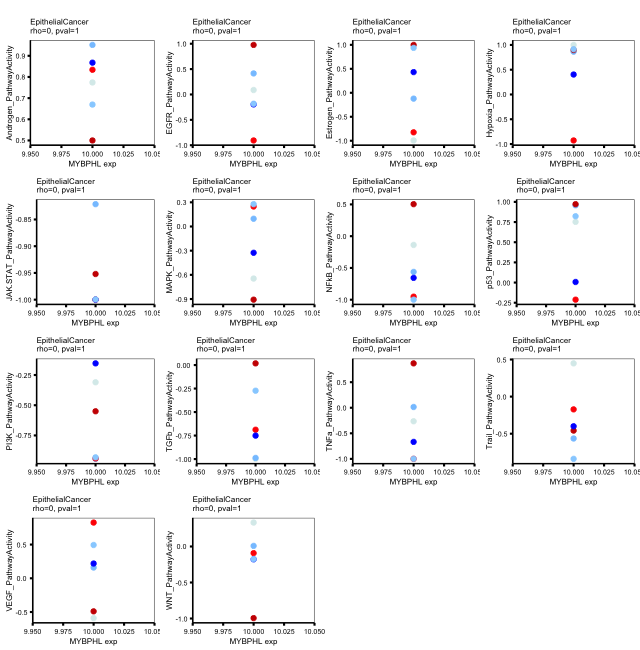 EpithelialCancer
rho=0, pval=1
Androgen_PathwayActivity
0.9
0.8
0.7
0.6
0.5
9.950 9.975 10.000 10.025 10.05
MYBPHL exp
EpithelialCancer
rho=0, pval=1
EGFR_PathwayActivity
1.0
0.5
0.0
-0.5
-1.0
9.950 9.975 10.000 10.025 10.050
MYBPHL exp
EpithelialCancer
rho=0, pval=1
Estrogen_PathwayActivity
1.0
0.5
0.0
-0.5
-1.0
9.950 9.975 10.000 10.025 10.05
MYBPHL exp
EpithelialCancer
rho=0, pval=1
Hypoxia_PathwayActivity
1.0
0.5
0.0
-0.5
-1.0
9.950 9.975 10.000 10.025 10.050
MYBPHL exp
EpithelialCancer
rho=0, pval=1
JAK.STAT_PathwayActivity
-0.85
-0.90
-0.95
-1.00
9.950 9.975 10.000 10.025 10.05
MYBPHL exp
EpithelialCancer
rho=0, pval=1
MAPK_PathwayActivity
0.3
0.0
-0.3
-0.6
-0.9
9.950 9.975 10.000 10.025 10.050
MYBPHL exp
EpithelialCancer
rho=0, pval=1
NFkB_PathwayActivity
0.5
0.0
-0.5
-1.0
9.950 9.975 10.000 10.025 10.05
MYBPHL exp
EpithelialCancer
rho=0, pval=1
p53_PathwayActivity
1.00
0.75
0.50
0.25
0.00
-0.25
9.950 9.975 10.000 10.025 10.050
MYBPHL exp
EpithelialCancer
rho=0, pval=1
PI3K_PathwayActivity
-0.25
-0.50
-0.75
9.950 9.975 10.000 10.025 10.05
MYBPHL exp
EpithelialCancer
rho=0, pval=1
TGFb_PathwayActivity
0.00
-0.25
-0.50
-0.75
-1.00
9.950 9.975 10.000 10.025 10.050
MYBPHL exp
EpithelialCancer
rho=0, pval=1
TNFa_PathwayActivity
0.5
0.0
-0.5
-1.0
9.950 9.975 10.000 10.025 10.05
MYBPHL exp
EpithelialCancer
rho=0, pval=1
Trail_PathwayActivity
0.5
0.0
-0.5
9.950 9.975 10.000 10.025 10.050
MYBPHL exp
EpithelialCancer
rho=0, pval=1
VEGF_PathwayActivity
0.5
0.0
-0.5
9.950 9.975 10.000 10.025 10.05
MYBPHL exp
EpithelialCancer
rho=0, pval=1
WNT_PathwayActivity
0.0
-0.5
-1.0
9.950 9.975 10.000 10.025 10.050
MYBPHL exp